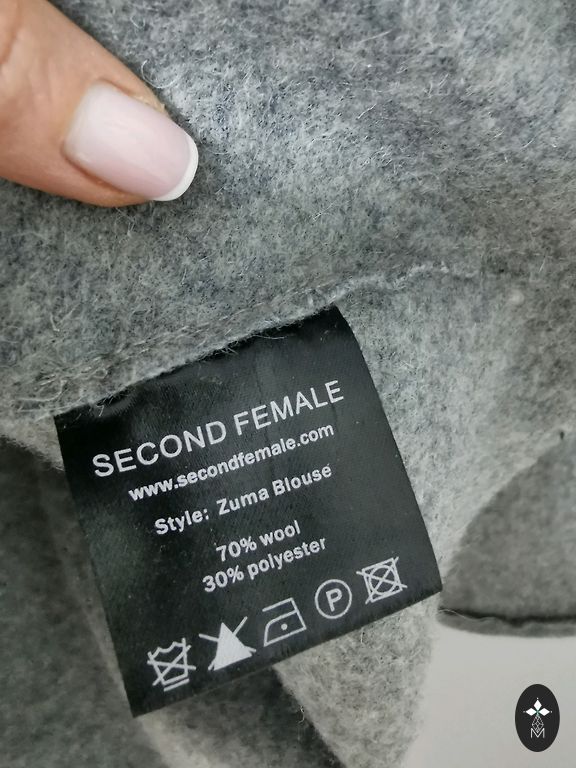 SECOND FEMALE
www.secondfemale.com
Style: Zuma Blouse
70% wool
30% polyester
P
M